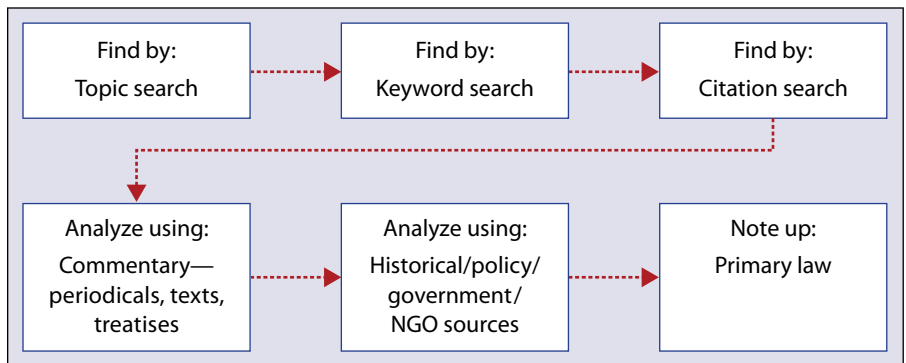 Find by:
Topic search
Find by:
Keyword search
Find by:
Citation search
Analyze using:
Commentary—
periodicals, texts,
treatises
Analyze using:
Historical/policy/
government/
NGO sources
Note up:
Primary law